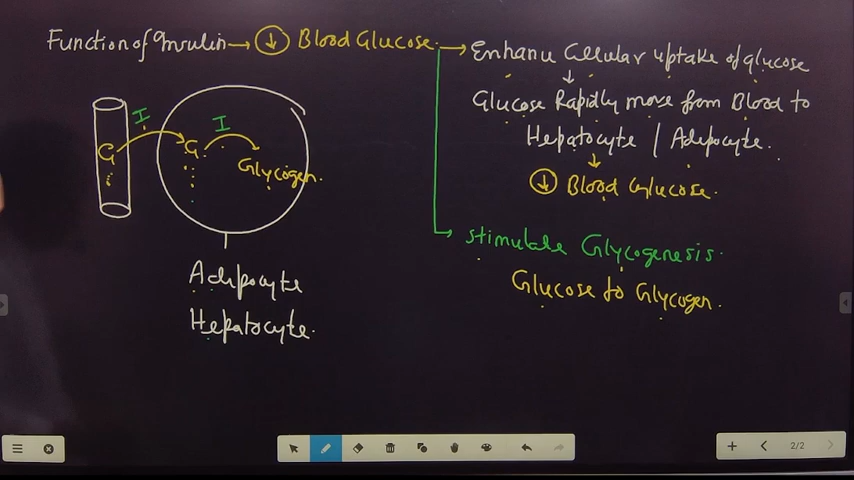 Function of Insulin → ↓ Blood Glucose. → Enhance Cellular uptake of glucose
↓
Glucose Rapidly move from Blood to
Hepatocyte / Adipocyte.
↓
↓ Blood Glucose.
I
I
G
G
Glycogen.
stimulate Glycogenesis.
Glucose to Glycogen.
Adipocyte
Hepatocyte.
2/2